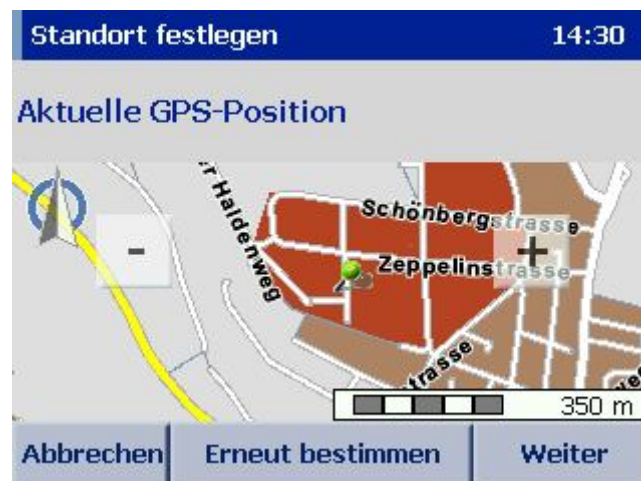 Standort festlegen 14:30
Aktuelle GPS-Position
Haldenweg
Schönbergstrasse
-
+
Zeppelinstrasse
strasse
350 m
Abbrechen Erneut bestimmen Weiter